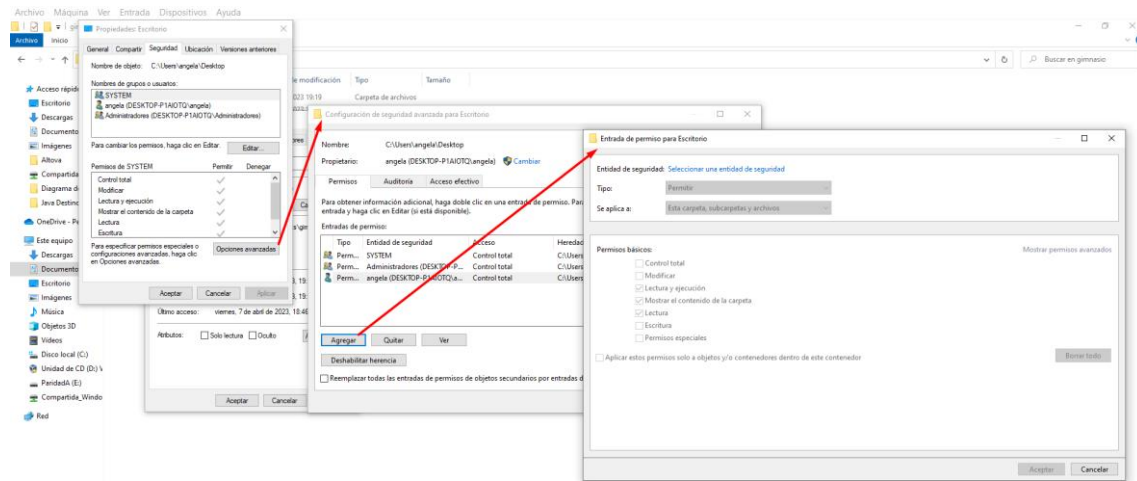 Archivo Máquina Ver Entrada Dispositivos Ayuda
Archivo Inicio
Buscar en gimnasio
Acceso rápido
Escritorio
Descargas
Documento
Imágenes
Altova
Compartida
Diagrama d
Java Destino
OneDrive - Pe
Este equipo
Descargas
Documento
Escritorio
Imágenes
Música
Objetos 3D
Vídeos
Disco local (C:)
Unidad de CD (D:) V
ParidadA (E:)
Compartida_Windo
Red
Propiedades: Escritorio
General Compartir Seguridad Ubicación Versiones anteriores
Nombre de objeto: C:\Users\angela\Desktop
Nombres de grupos o usuarios:
SYSTEM
angela (DESKTOP-P1AIOTQ\angela)
Administradores (DESKTOP-P1AIOTQ\Administradores)
Para cambiar los permisos, haga clic en Editar.
Editar...
Permisos de SYSTEM Permitir Denegar
Control total
Modificar
Lectura y ejecución
Mostrar el contenido de la carpeta
Lectura
Escritura
Para especificar permisos especiales o
configuraciones avanzadas, haga clic
en Opciones avanzadas.
Opciones avanzadas
Aceptar Cancelar Aplicar
e modificación Tipo Tamaño
023 19:19 Carpeta de archivos
Último acceso: viernes, 7 de abril de 2023, 18:46
Atributos: Solo lectura Oculto
Aceptar Cancelar
Configuración de seguridad avanzada para Escritorio
Nombre: C:\Users\angela\Desktop
Propietario: angela (DESKTOP-P1AIOTQ\angela) Cambiar
Permisos Auditoría Acceso efectivo
Para obtener información adicional, haga doble clic en una entrada de permiso. Para
entrada y haga clic en Editar (si está disponible).
Entradas de permiso:
Tipo Entidad de seguridad Acceso Heredad
Perm... SYSTEM Control total C:\Users
Perm... Administradores (DESKTOP-P... Control total C:\Users
Perm... angela (DESKTOP-P1AIOTQ\a... Control total C:\Users
Agregar Quitar Ver
Deshabilitar herencia
Reemplazar todas las entradas de permisos de objetos secundarios por entradas d
Entrada de permiso para Escritorio
Entidad de seguridad: Seleccionar una entidad de seguridad
Tipo: Permitir
Se aplica a: Esta carpeta, subcarpetas y archivos
Permisos básicos: Mostrar permisos avanzados
Control total
Modificar
Lectura y ejecución
Mostrar el contenido de la carpeta
Lectura
Escritura
Permisos especiales
Aplicar estos permisos solo a objetos y/o contenedores dentro de este contenedor
Borrar todo
Aceptar Cancelar